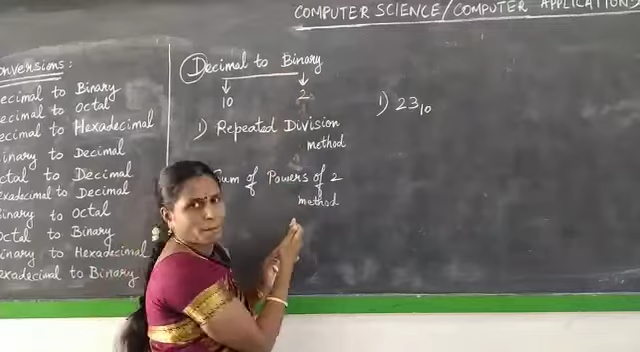 COMPUTER SCIENCE/COMPUTER APPLICATIONS
onversions:
ecimal to Binary
ecimal to Octal
ecimal to Hexadecimal
inary to Decimal
ctal to Decimal
exadecimal to Decimal
inary to Octal
ctal to Binary
inary to Hexadecimal
exadecimal to Binary
Decimal to Binary
10 2
1) Repeated Division
method
Sum of Powers of 2
method
1) 23₁₀